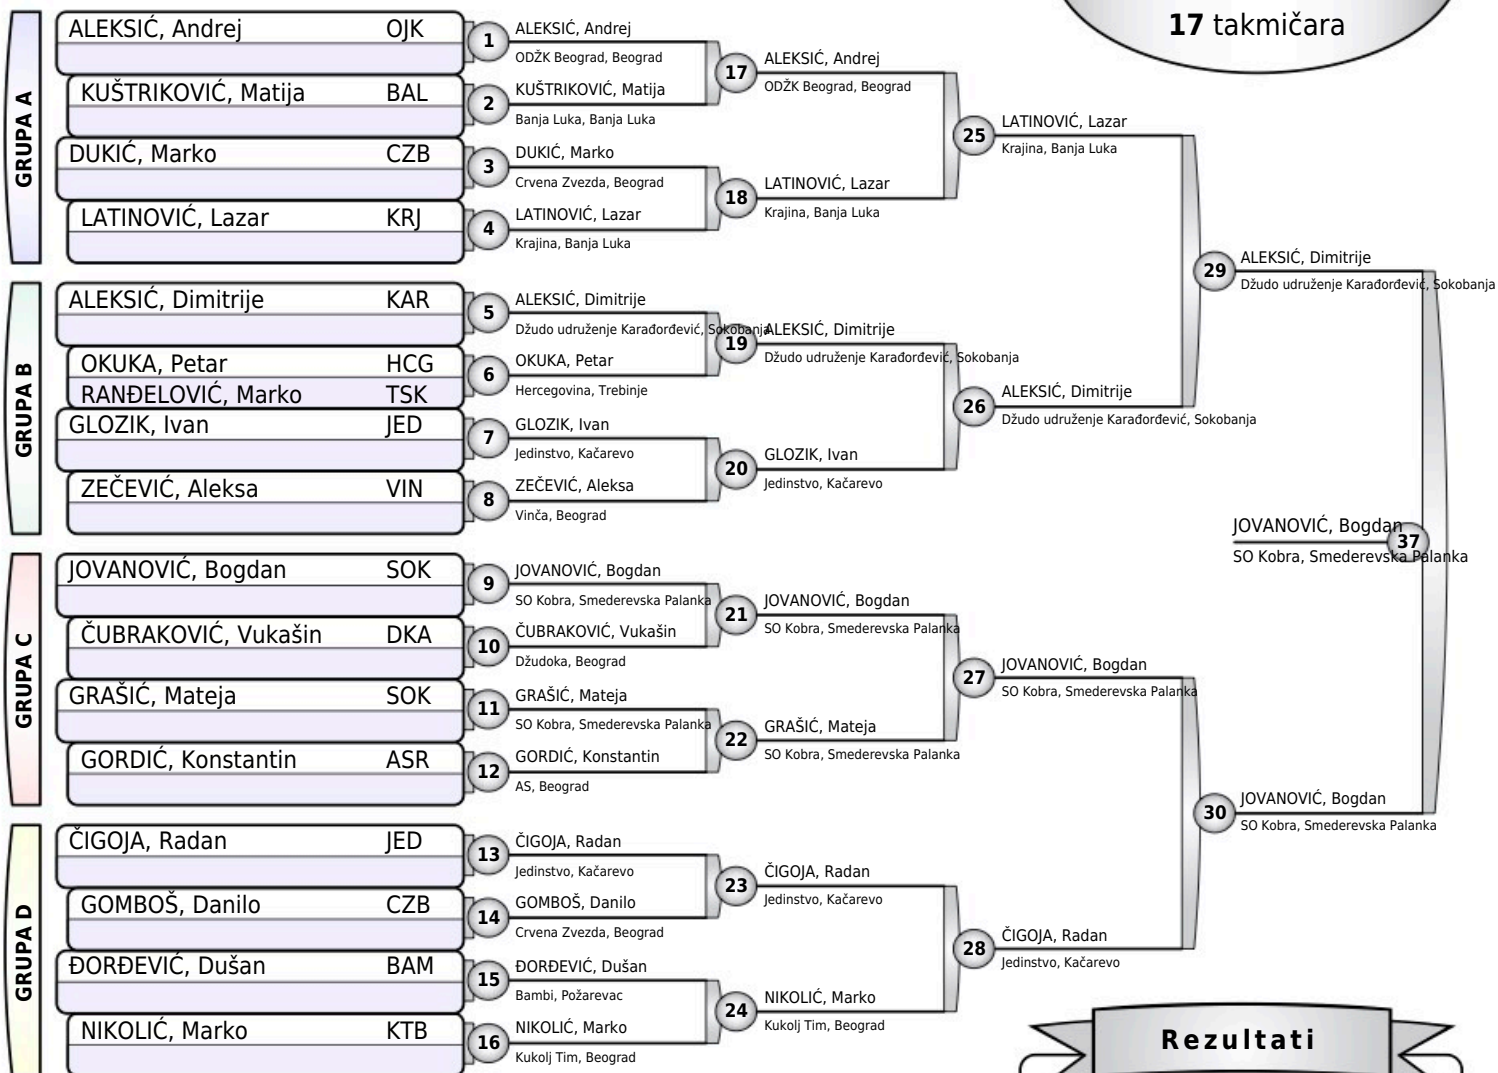 17 takmičara
GRUPA A
ALEKSIĆ, Andrej OJK
KUŠTRIKOVIĆ, Matija BAL
DUKIĆ, Marko CZB
LATINOVIĆ, Lazar KRJ
GRUPA B
ALEKSIĆ, Dimitrije KAR
OKUKA, Petar HCG
RANĐELOVIĆ, Marko TSK
GLOZIK, Ivan JED
ZEČEVIĆ, Aleksa VIN
GRUPA C
JOVANOVIĆ, Bogdan SOK
ČUBRAKOVIĆ, Vukašin DKA
GRAŠIĆ, Mateja SOK
GORDIĆ, Konstantin ASR
GRUPA D
ČIGOJA, Radan JED
GOMBOŠ, Danilo CZB
ĐORĐEVIĆ, Dušan BAM
NIKOLIĆ, Marko KTB
1 ALEKSIĆ, Andrej
ODŽK Beograd, Beograd
2 KUŠTRIKOVIĆ, Matija
Banja Luka, Banja Luka
3 DUKIĆ, Marko
Crvena Zvezda, Beograd
4 LATINOVIĆ, Lazar
Krajina, Banja Luka
5 ALEKSIĆ, Dimitrije
Džudo udruženje Karađorđević, Sokobanja
6 OKUKA, Petar
Hercegovina, Trebinje
7 GLOZIK, Ivan
Jedinstvo, Kačarevo
8 ZEČEVIĆ, Aleksa
Vinča, Beograd
9 JOVANOVIĆ, Bogdan
SO Kobra, Smederevska Palanka
10 ČUBRAKOVIĆ, Vukašin
Džudoka, Beograd
11 GRAŠIĆ, Mateja
SO Kobra, Smederevska Palanka
12 GORDIĆ, Konstantin
AS, Beograd
13 ČIGOJA, Radan
Jedinstvo, Kačarevo
14 GOMBOŠ, Danilo
Crvena Zvezda, Beograd
15 ĐORĐEVIĆ, Dušan
Bambi, Požarevac
16 NIKOLIĆ, Marko
Kukolj Tim, Beograd
17 ALEKSIĆ, Andrej
ODŽK Beograd, Beograd
18 LATINOVIĆ, Lazar
Krajina, Banja Luka
19 ALEKSIĆ, Dimitrije
Džudo udruženje Karađorđević, Sokobanja
20 GLOZIK, Ivan
Jedinstvo, Kačarevo
21 JOVANOVIĆ, Bogdan
SO Kobra, Smederevska Palanka
22 GRAŠIĆ, Mateja
SO Kobra, Smederevska Palanka
23 ČIGOJA, Radan
Jedinstvo, Kačarevo
24 NIKOLIĆ, Marko
Kukolj Tim, Beograd
25 LATINOVIĆ, Lazar
Krajina, Banja Luka
26 ALEKSIĆ, Dimitrije
Džudo udruženje Karađorđević, Sokobanja
27 JOVANOVIĆ, Bogdan
SO Kobra, Smederevska Palanka
28 ČIGOJA, Radan
Jedinstvo, Kačarevo
29 ALEKSIĆ, Dimitrije
Džudo udruženje Karađorđević, Sokobanja
30 JOVANOVIĆ, Bogdan
SO Kobra, Smederevska Palanka
JOVANOVIĆ, Bogdan 37
SO Kobra, Smederevska Palanka
Rezultati